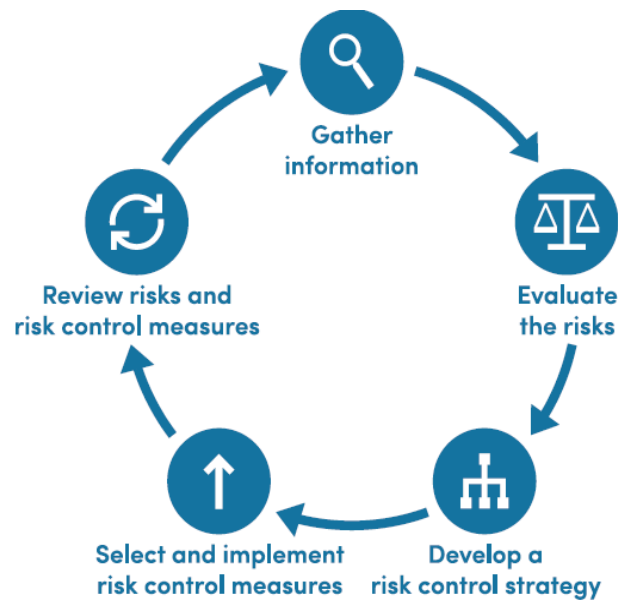 Gather
information
Evaluate
the risks
Develop a
risk control strategy
Select and implement
risk control measures
Review risks and
risk control measures